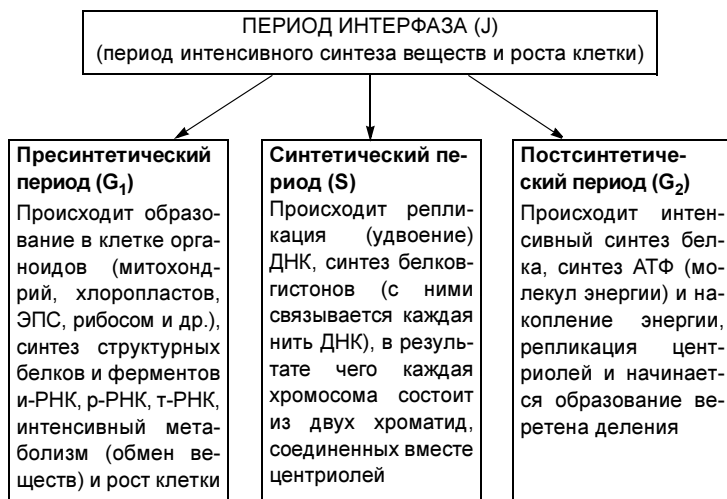 ПЕРИОД ИНТЕРФАЗА (J)
(период интенсивного синтеза веществ и роста клетки)
Пресинтетический
период (G₁)
Происходит образо-
вание в клетке орга-
ноидов (митохонд-
рий, хлоропластов,
ЭПС, рибосом и др.),
синтез структурных
белков и ферментов
и-РНК, р-РНК, т-РНК,
интенсивный мета-
болизм (обмен ве-
ществ) и рост клетки
Синтетический пе-
риод (S)
Происходит репли-
кация (удвоение)
ДНК, синтез белков-
гистонов (с ними
связывается каждая
нить ДНК), в резуль-
тате чего каждая
хромосома состоит
из двух хроматид,
соединенных вместе
центриолей
Постсинтетиче-
ский период (G₂)
Происходит интен-
сивный синтез бел-
ка, синтез АТФ (мо-
лекул энергии) и на-
копление энергии,
репликация цент-
риолей и начинает-
ся образование ве-
ретена деления